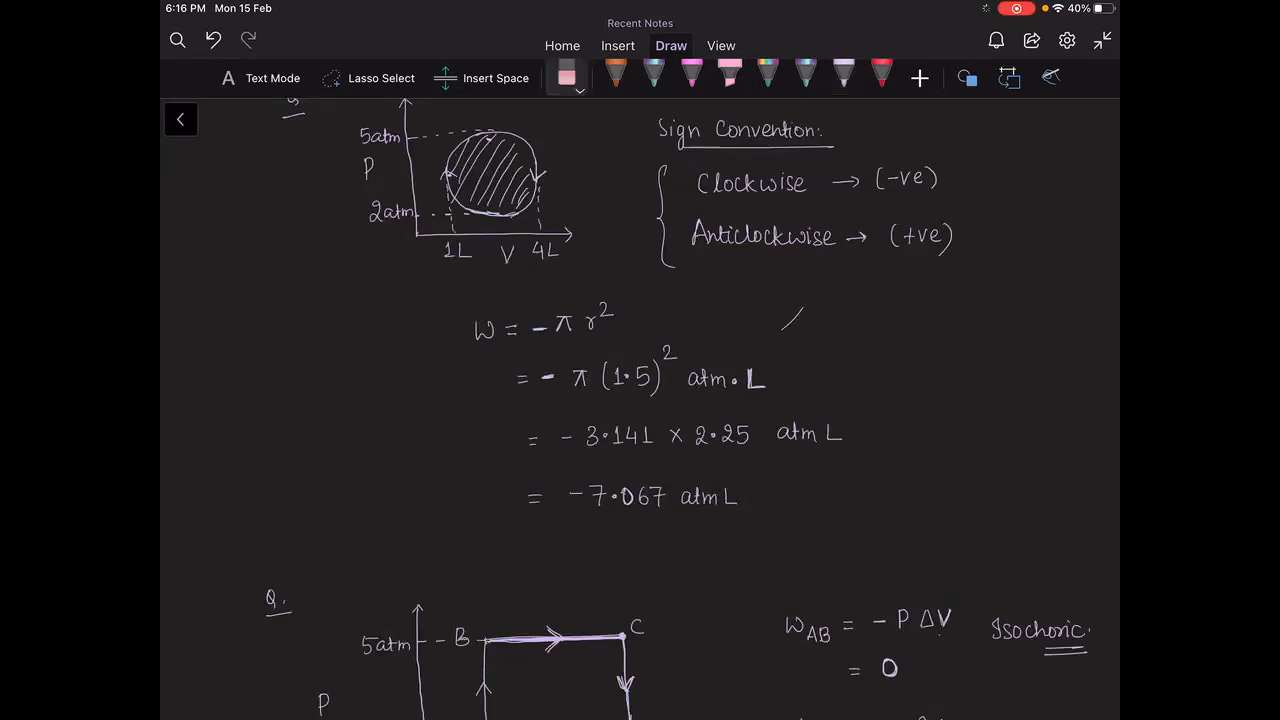 6:16 PM Mon 15 Feb
40%
Recent Notes
Home Insert Draw View
Text Mode Lasso Select Insert Space
Sign Convention:
5atm
P
Clockwise → (-ve)
2atm
Anticlockwise → (+ve)
1L V 4L
W = -π r²
= - π (1.5)² atm.L
= - 3.141 × 2.25 atm L
= -7.067 atm L
Q.
5atm B C
W_AB = - P ΔV Isochoric.
= 0
P